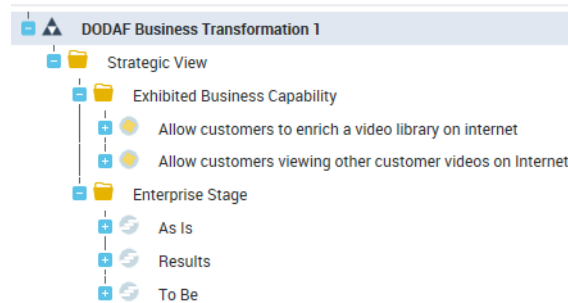 DODAF Business Transformation 1
Strategic View
Exhibited Business Capability
Allow customers to enrich a video library on internet
Allow customers viewing other customer videos on Internet
Enterprise Stage
As Is
Results
To Be